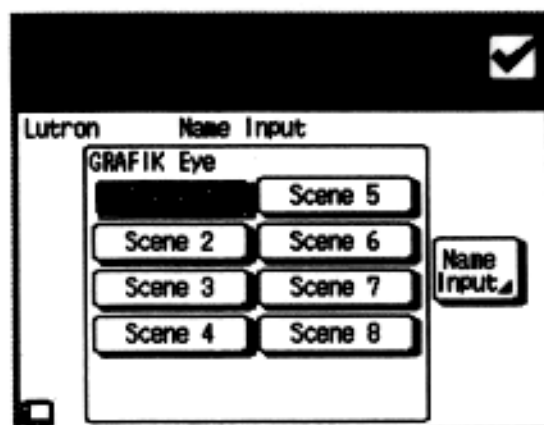 Lutron Name Input
GRAFIK Eye
Scene 5
Scene 2 Scene 6
Scene 3 Scene 7
Scene 4 Scene 8
Name
Input